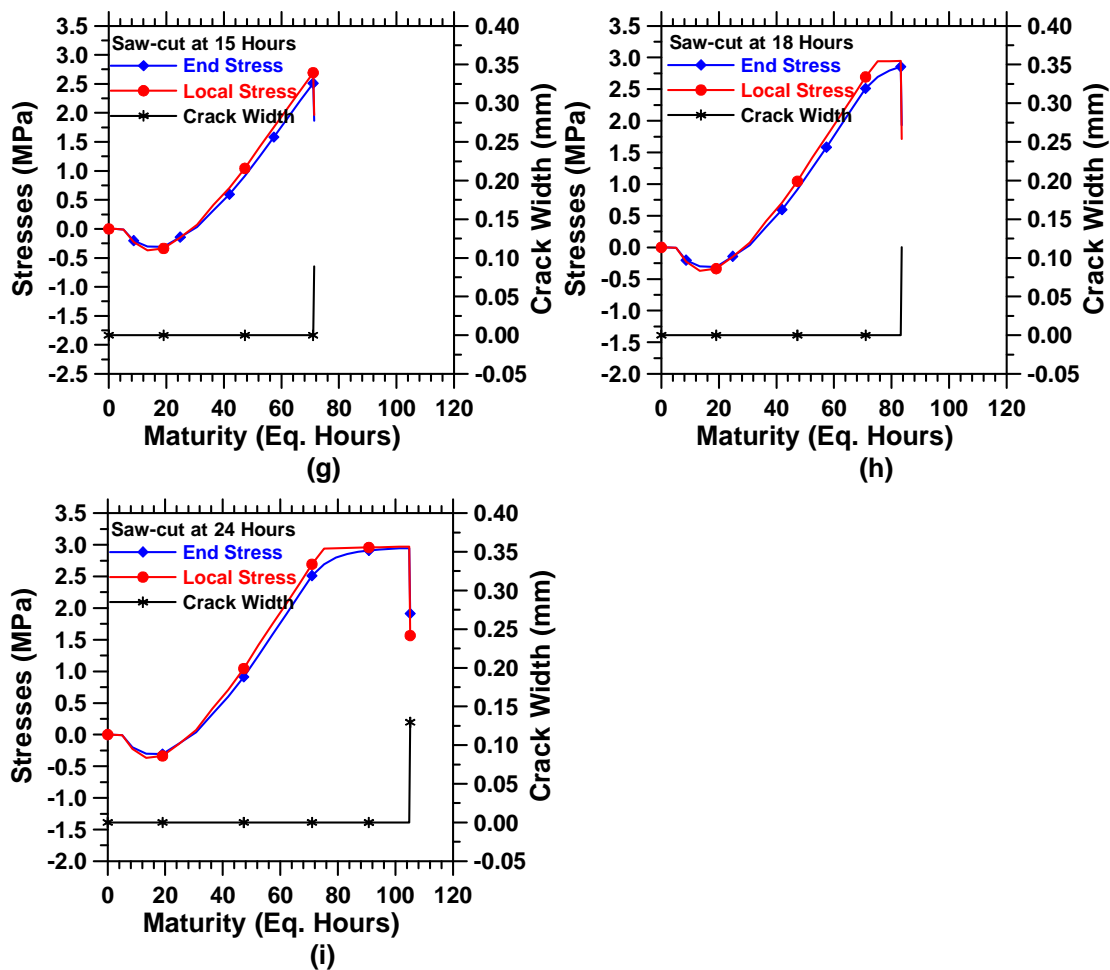 3.5
3.0
2.5
2.0
1.5
1.0
0.5
0.0
-0.5
-1.0
-1.5
-2.0
-2.5
Stresses (MPa)
Saw-cut at 15 Hours
End Stress
Local Stress
Crack Width
0.40
0.35
0.30
0.25
0.20
0.15
0.10
0.05
0.00
-0.05
Crack Width (mm)
0 20 40 60 80 100 120
Maturity (Eq. Hours)
(g)
3.5
3.0
2.5
2.0
1.5
1.0
0.5
0.0
-0.5
-1.0
-1.5
-2.0
Stresses (MPa)
Saw-cut at 18 Hours
End Stress
Local Stress
Crack Width
0.40
0.35
0.30
0.25
0.20
0.15
0.10
0.05
0.00
-0.05
Crack Width (mm)
0 20 40 60 80 100 120
Maturity (Eq. Hours)
(h)
3.5
3.0
2.5
2.0
1.5
1.0
0.5
0.0
-0.5
-1.0
-1.5
-2.0
Stresses (MPa)
Saw-cut at 24 Hours
End Stress
Local Stress
Crack Width
0.40
0.35
0.30
0.25
0.20
0.15
0.10
0.05
0.00
-0.05
Crack Width (mm)
0 20 40 60 80 100 120
Maturity (Eq. Hours)
(i)